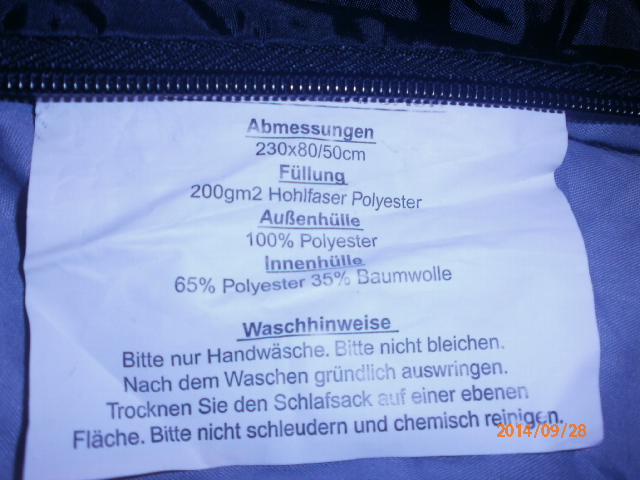 Abmessungen
230x80/50cm
Füllung
200gm2 Hohlfaser Polyester
Außenhülle
100% Polyester
Innenhülle
65% Polyester 35% Baumwolle
Waschhinweise
Bitte nur Handwäsche. Bitte nicht bleichen.
Nach dem Waschen gründlich auswringen.
Trocknen Sie den Schlafsack auf einer ebenen
Fläche. Bitte nicht schleudern und chemisch reinigen.
2014/09/28